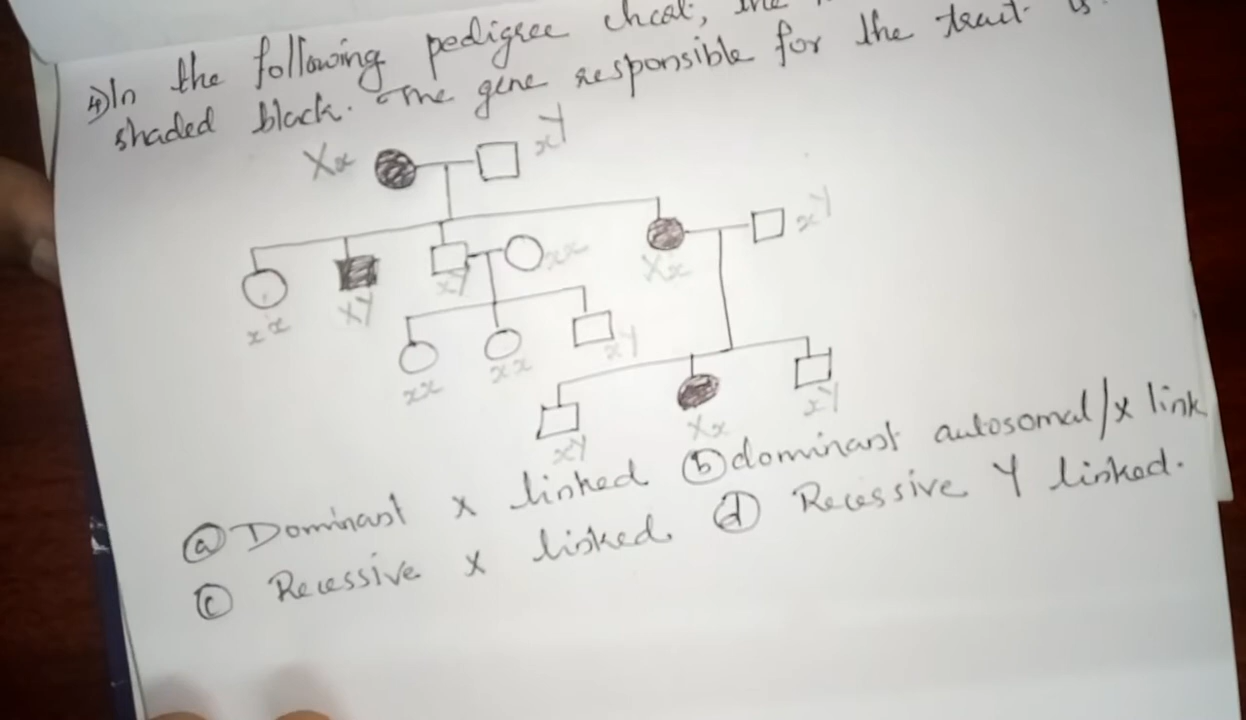 4) In the following pedigree chcat, the
shaded black. The gene responsible for the trait is
Xx
xY
xx
XY
xY
xx
Xx
xY
xx
xx
xY
xY
Xx
xY
ⓐ Dominant x linked ⓑ dominant autosomal/x link
ⓒ Recessive x linked. ⓓ Recessive Y linked.